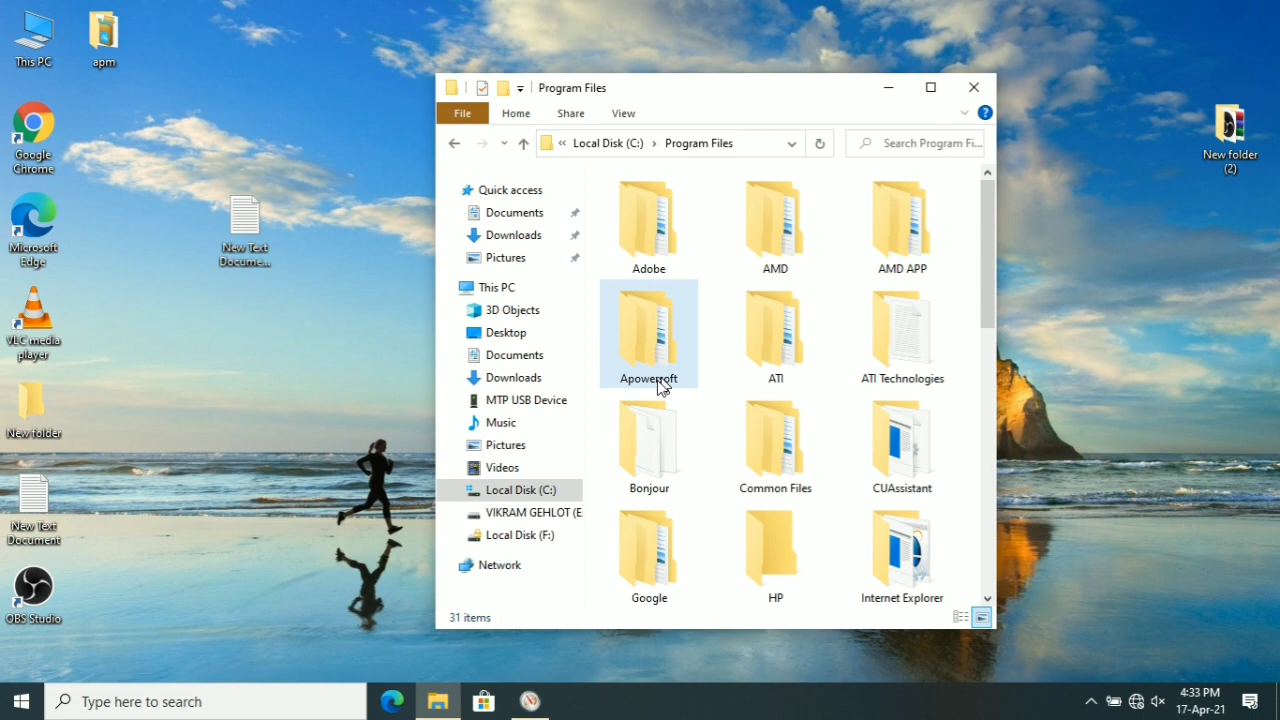 This PC
apm
Google
Chrome
Microsoft
Edge
VLC media
player
New folder
New Text
Document
OBS Studio
New Text
Docume...
New folder
(2)
Program Files
File
Home
Share
View
« Local Disk (C:) › Program Files
Search Program Fi...
Quick access
Documents
Downloads
Pictures
This PC
3D Objects
Desktop
Documents
Downloads
MTP USB Device
Music
Pictures
Videos
Local Disk (C:)
VIKRAM GEHLOT (E
Local Disk (F:)
Network
Adobe
AMD
AMD APP
Apowersoft
ATI
ATI Technologies
Bonjour
Common Files
CUAssistant
Google
HP
Internet Explorer
31 items
Type here to search
4:33 PM
17-Apr-21